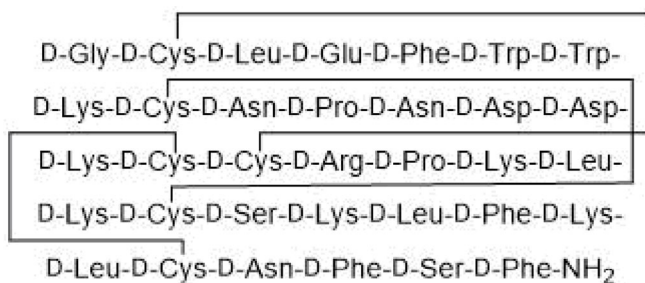 D-Gly-D-Cys-D-Leu-D-Glu-D-Phe-D-Trp-D-Trp-
D-Lys-D-Cys-D-Asn-D-Pro-D-Asn-D-Asp-D-Asp-
D-Lys-D-Cys-D-Cys-D-Arg-D-Pro-D-Lys-D-Leu-
D-Lys-D-Cys-D-Ser-D-Lys-D-Leu-D-Phe-D-Lys-
D-Leu-D-Cys-D-Asn-D-Phe-D-Ser-D-Phe-NH₂